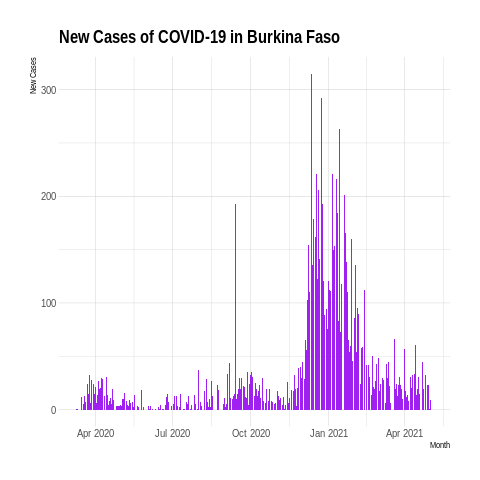 New Cases of COVID-19 in Burkina Faso
New Cases
300
200
100
0
Apr 2020 Jul 2020 Oct 2020 Jan 2021 Apr 2021
Month